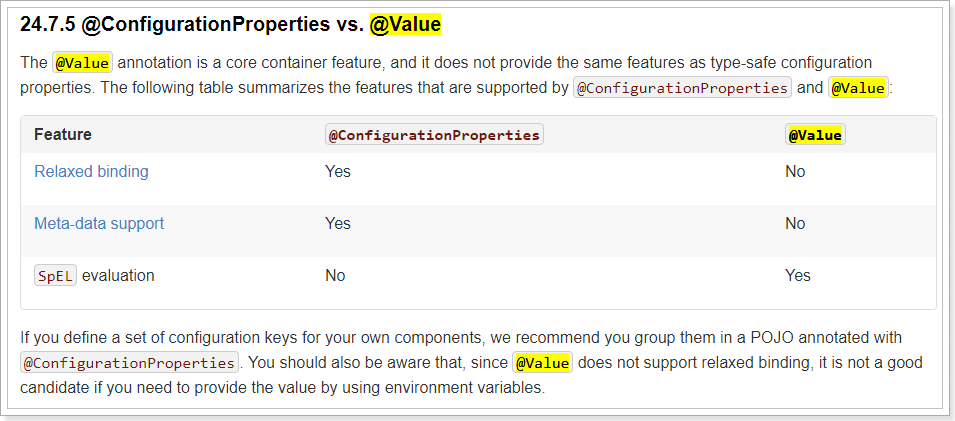 24.7.5 @ConfigurationProperties vs. @Value
The @Value annotation is a core container feature, and it does not provide the same features as type-safe configuration
properties. The following table summarizes the features that are supported by @ConfigurationProperties and @Value:
Feature @ConfigurationProperties @Value
Relaxed binding Yes No
Meta-data support Yes No
SpEL evaluation No Yes
If you define a set of configuration keys for your own components, we recommend you group them in a POJO annotated with
@ConfigurationProperties. You should also be aware that, since @Value does not support relaxed binding, it is not a good
candidate if you need to provide the value by using environment variables.